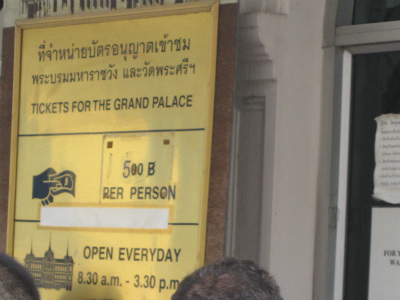 ที่จำหน่ายบัตรอนุญาตเข้าชม
พระบรมมหาราชวัง และวัดพระศรีฯ
TICKETS FOR THE GRAND PALACE
500 B
PER PERSON
OPEN EVERYDAY
8.30 a.m. - 3.30 p.m
FOR